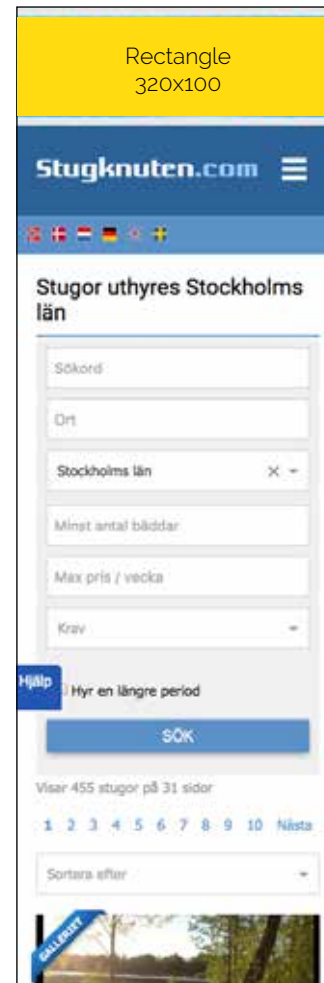 Rectangle
320x100
Stugknuten.com
Stugor uthyres Stockholms
län
Sökord
Ort
Stockholms län
Minst antal bäddar
Max pris / vecka
Krav
Hjälp
Hyr en längre period
SÖK
Visar 455 stugor på 31 sidor
1 2 3 4 5 6 7 8 9 10 Nästa
Sortera efter
GALLERIET